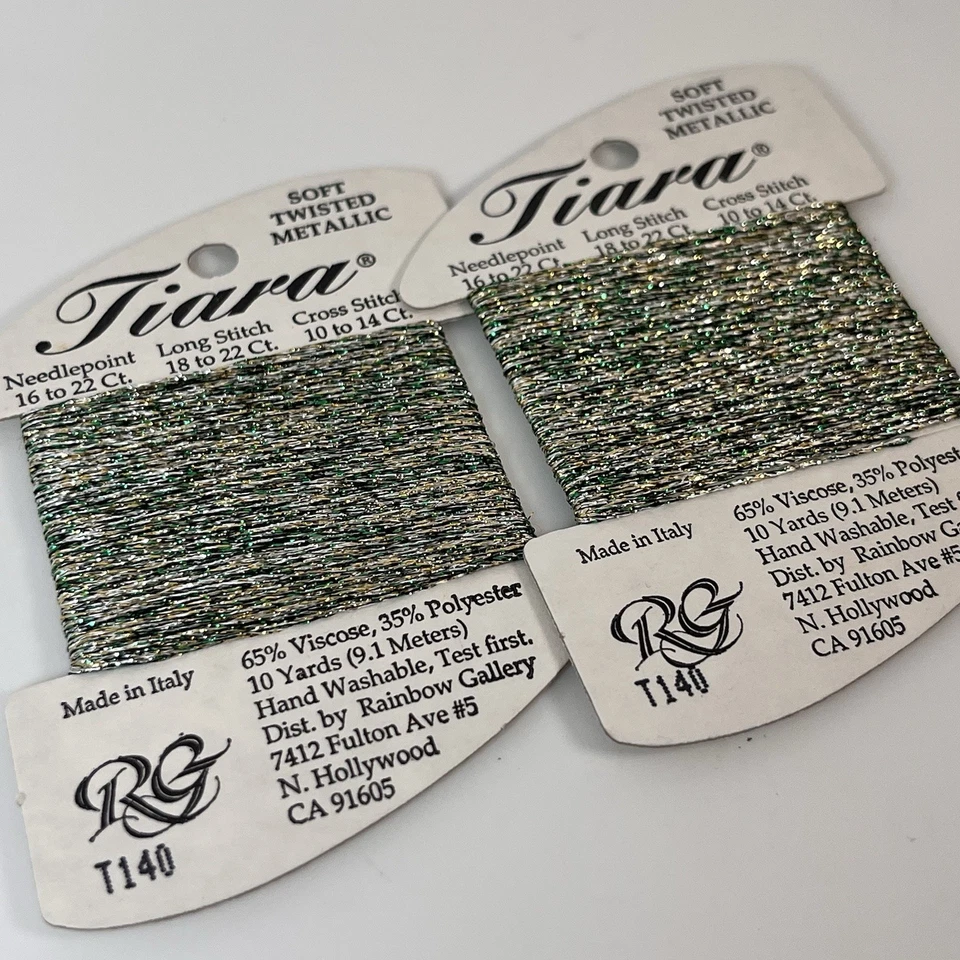 SOFT
TWISTED
METALLIC
Tiara®
Needlepoint
16 to 22 Ct.
Long Stitch
18 to 22 Ct.
Cross Stitch
10 to 14 Ct.
Made in Italy
RG
T140
65% Viscose, 35% Polyester
10 Yards (9.1 Meters)
Hand Washable, Test first.
Dist. by Rainbow Gallery
7412 Fulton Ave #5
N. Hollywood
CA 91605
SOFT
TWISTED
METALLIC
Tiara®
Needlepoint
16 to 22 Ct.
Long Stitch
18 to 22 Ct.
Cross Stitch
10 to 14 Ct.
Made in Italy
RG
T140
65% Viscose, 35% Polyest
10 Yards (9.1 Meters)
Hand Washable, Test
Dist. by Rainbow Ga
7412 Fulton Ave #5
N. Hollywood
CA 91605